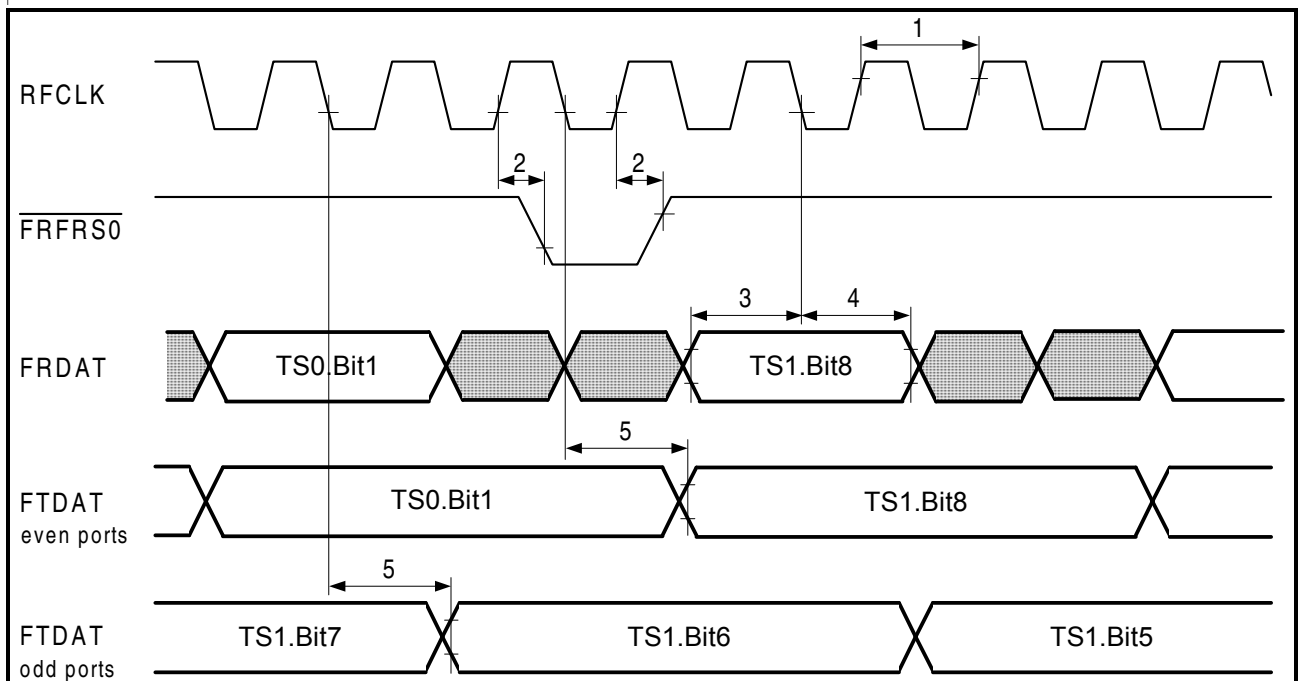 1
RFCLK
2 2
FRFRS0
3 4
FRDAT TS0.Bit1 TS1.Bit8
5
FTDAT TS0.Bit1 TS1.Bit8
even ports
5
FTDAT TS1.Bit7 TS1.Bit6 TS1.Bit5
odd ports